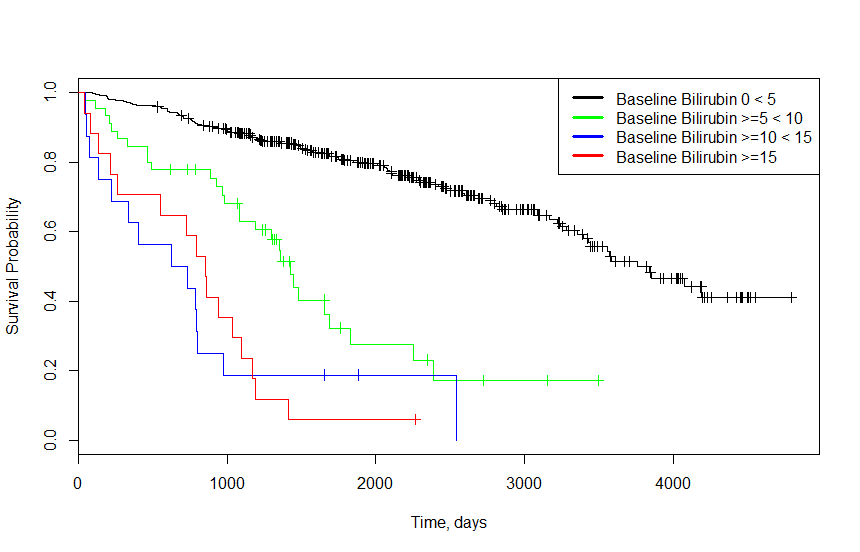 Baseline Bilirubin 0 < 5
Baseline Bilirubin >=5 < 10
Baseline Bilirubin >=10 < 15
Baseline Bilirubin >=15
Survival Probability
1.0
0.8
0.6
0.4
0.2
0.0
0 1000 2000 3000 4000
Time, days